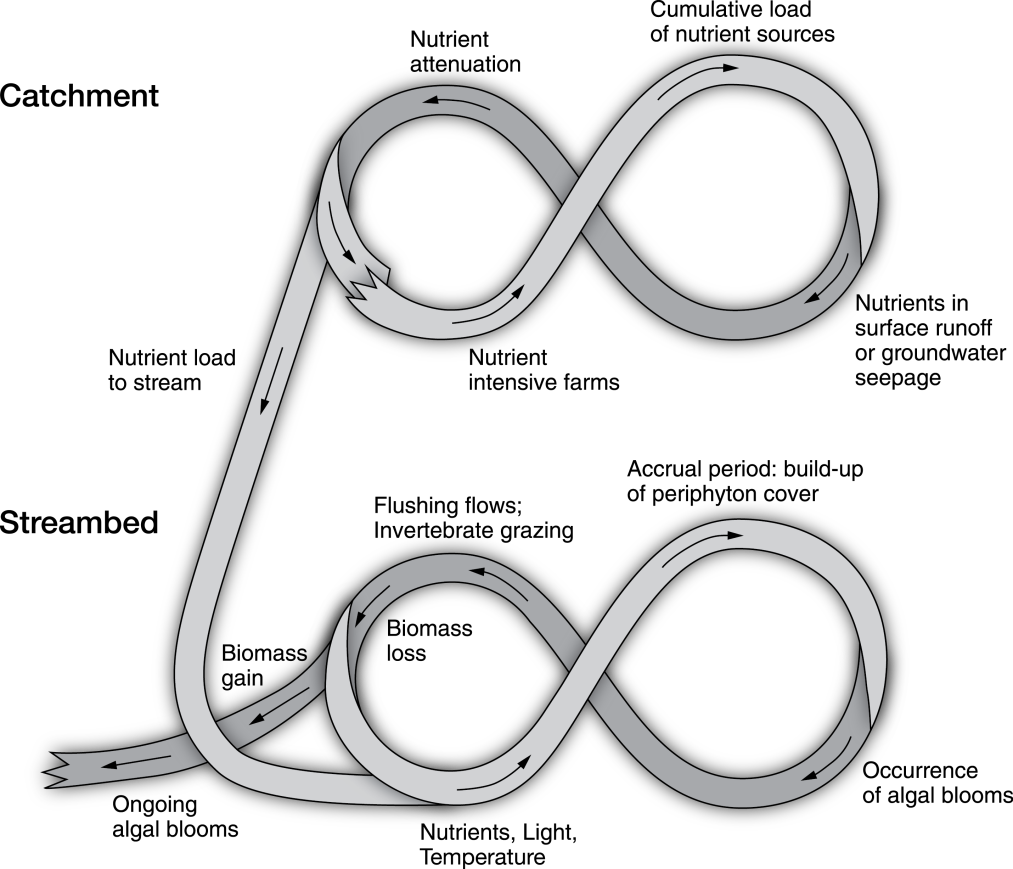 Cumulative load
of nutrient sources
Nutrient
attenuation
Catchment
Nutrients in
surface runoff
or groundwater
seepage
Nutrient load
to stream
Nutrient
intensive farms
Accrual period: build-up
of periphyton cover
Flushing flows;
Invertebrate grazing
Streambed
Biomass
loss
Biomass
gain
Occurrence
of algal blooms
Ongoing
algal blooms
Nutrients, Light,
Temperature